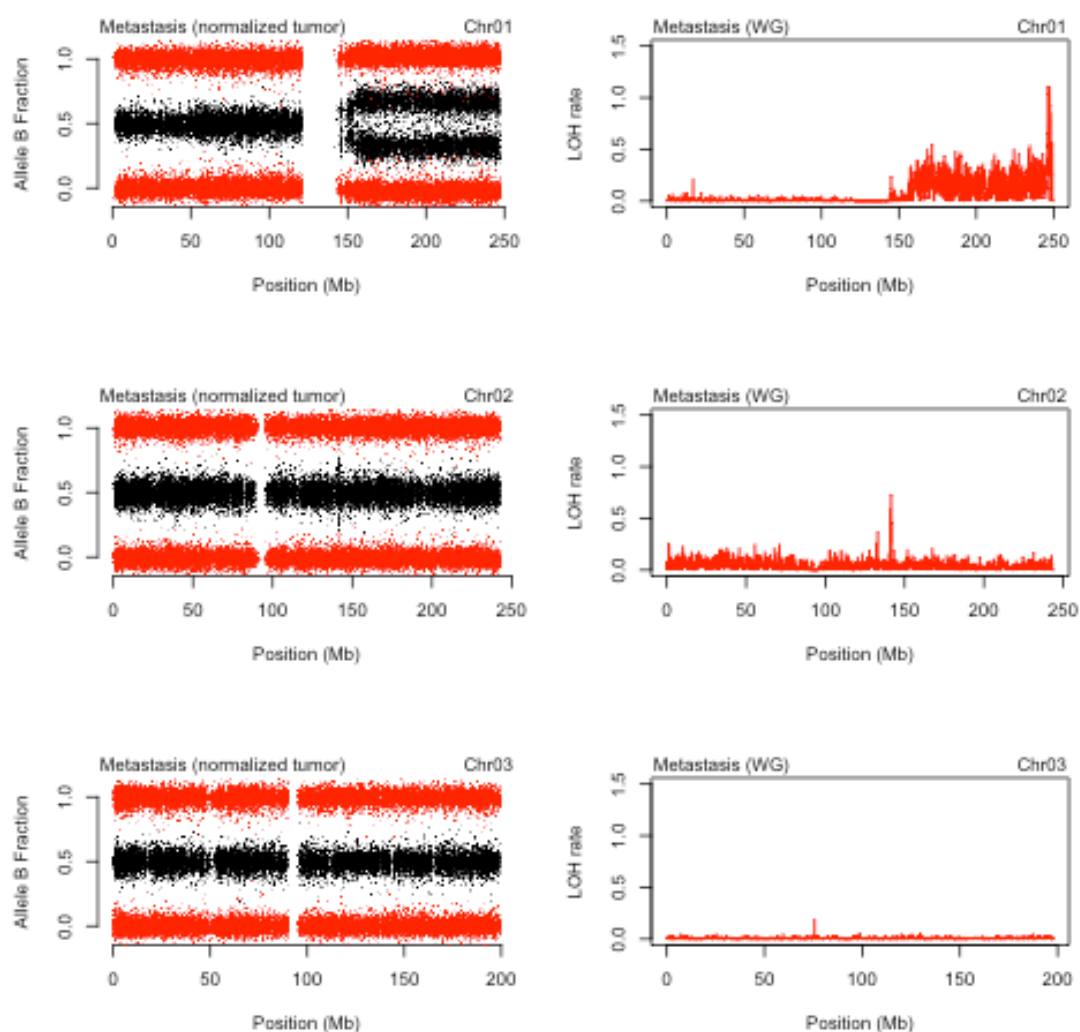 Metastasis (normalized tumor) Chr01
Allele B Fraction
1.0
0.5
0.0
0 50 100 150 200 250
Position (Mb)
Metastasis (WG) Chr01
LOH rate
1.5
1.0
0.5
0.0
0 50 100 150 200 250
Position (Mb)
Metastasis (normalized tumor) Chr02
Allele B Fraction
1.0
0.5
0.0
0 50 100 150 200 250
Position (Mb)
Metastasis (WG) Chr02
LOH rate
1.5
1.0
0.5
0.0
0 50 100 150 200 250
Position (Mb)
Metastasis (normalized tumor) Chr03
Allele B Fraction
1.0
0.5
0.0
0 50 100 150 200
Position (Mb)
Metastasis (WG) Chr03
LOH rate
1.5
1.0
0.5
0.0
0 50 100 150 200
Position (Mb)